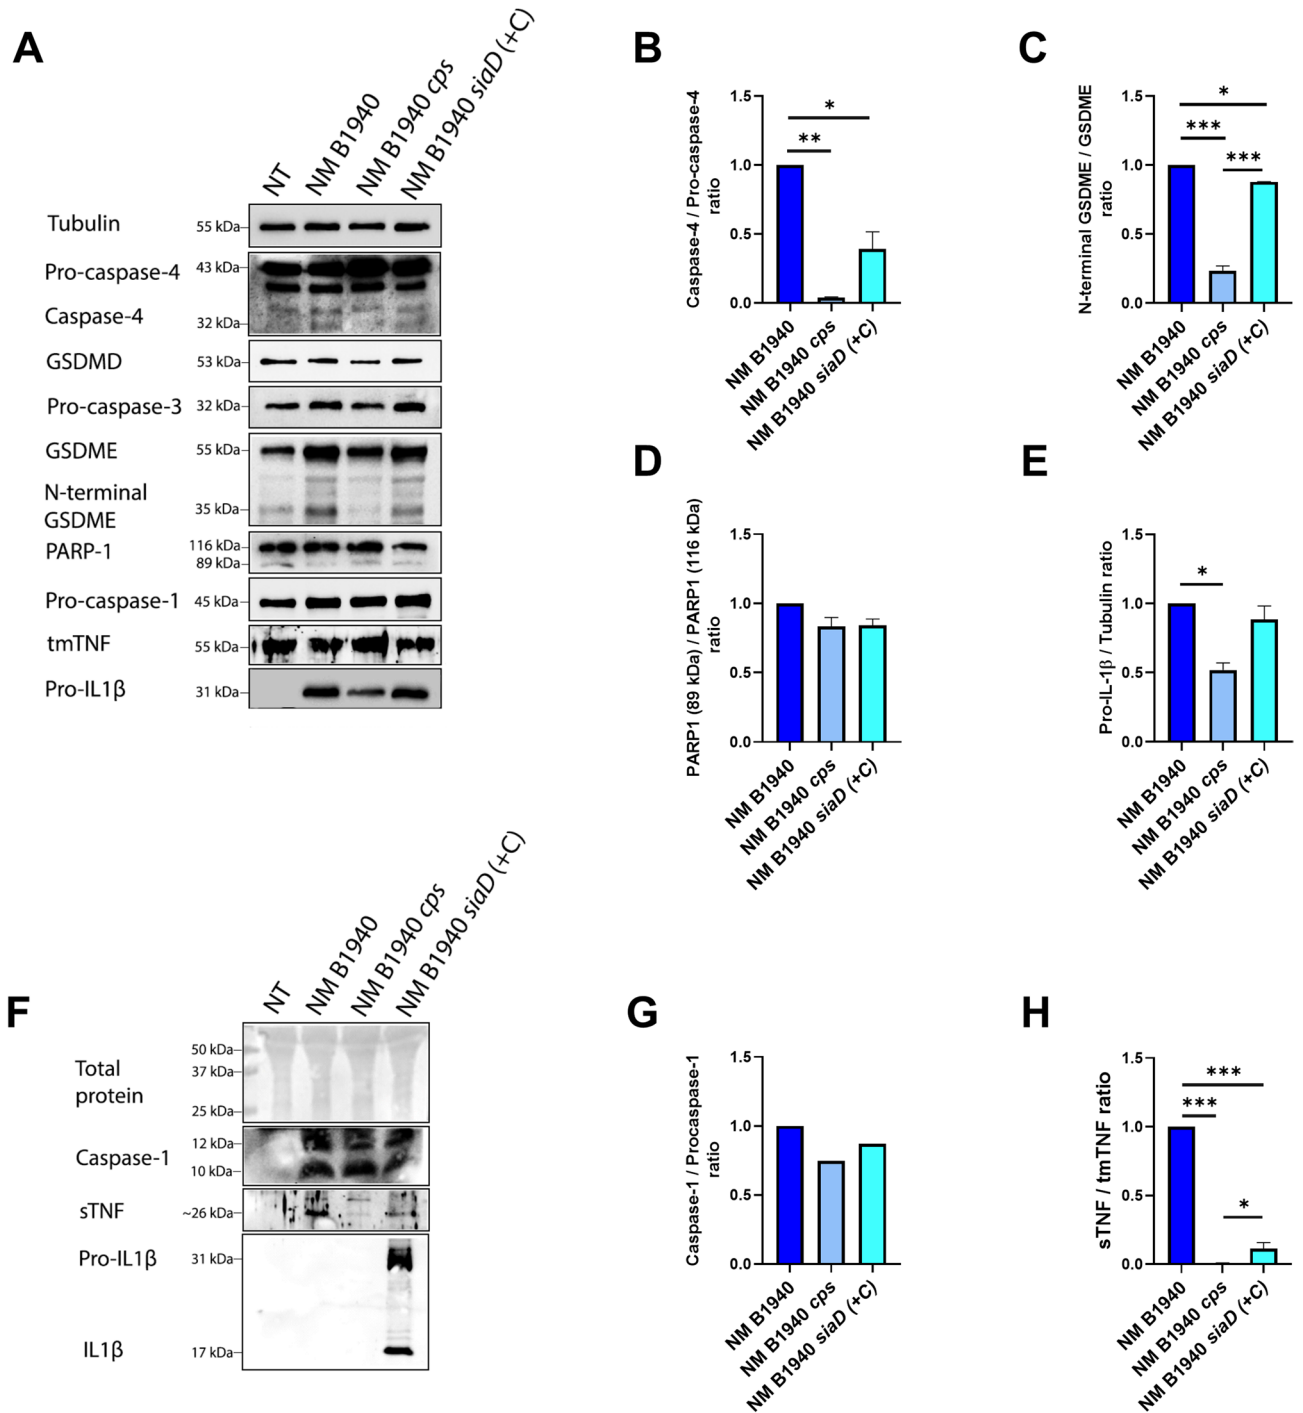 A
NT
NM B1940
NM B1940 cps
NM B1940 siaD (+C)
Tubulin
55 kDa
Pro-caspase-4
43 kDa
Caspase-4
32 kDa
GSDMD
53 kDa
Pro-caspase-3
32 kDa
GSDME
55 kDa
N-terminal
GSDME
35 kDa
PARP-1
116 kDa
89 kDa
Pro-caspase-1
45 kDa
tmTNF
55 kDa
Pro-IL1β
31 kDa
B
Caspase-4 / Pro-caspase-4
ratio
1.5
1.0
0.5
0.0
*
**
NM B1940
NM B1940 cps
NM B1940 siaD (+C)
C
N-terminal GSDME / GSDME
ratio
1.5
1.0
0.5
0.0
*
***
***
NM B1940
NM B1940 cps
NM B1940 siaD (+C)
D
PARP1 (89 kDa) / PARP1 (116 kDa)
ratio
1.5
1.0
0.5
0.0
NM B1940
NM B1940 cps
NM B1940 siaD (+C)
E
Pro-IL-1β / Tubulin ratio
1.5
1.0
0.5
0.0
*
NM B1940
NM B1940 cps
NM B1940 siaD (+C)
F
NT
NM B1940
NM B1940 cps
NM B1940 siaD (+C)
Total
protein
50 kDa
37 kDa
25 kDa
Caspase-1
12 kDa
10 kDa
sTNF
~26 kDa
Pro-IL1β
31 kDa
IL1β
17 kDa
G
Caspase-1 / Procaspase-1
ratio
1.5
1.0
0.5
0.0
NM B1940
NM B1940 cps
NM B1940 siaD (+C)
H
sTNF / tmTNF ratio
1.5
1.0
0.5
0.0
***
***
*
NM B1940
NM B1940 cps
NM B1940 siaD (+C)